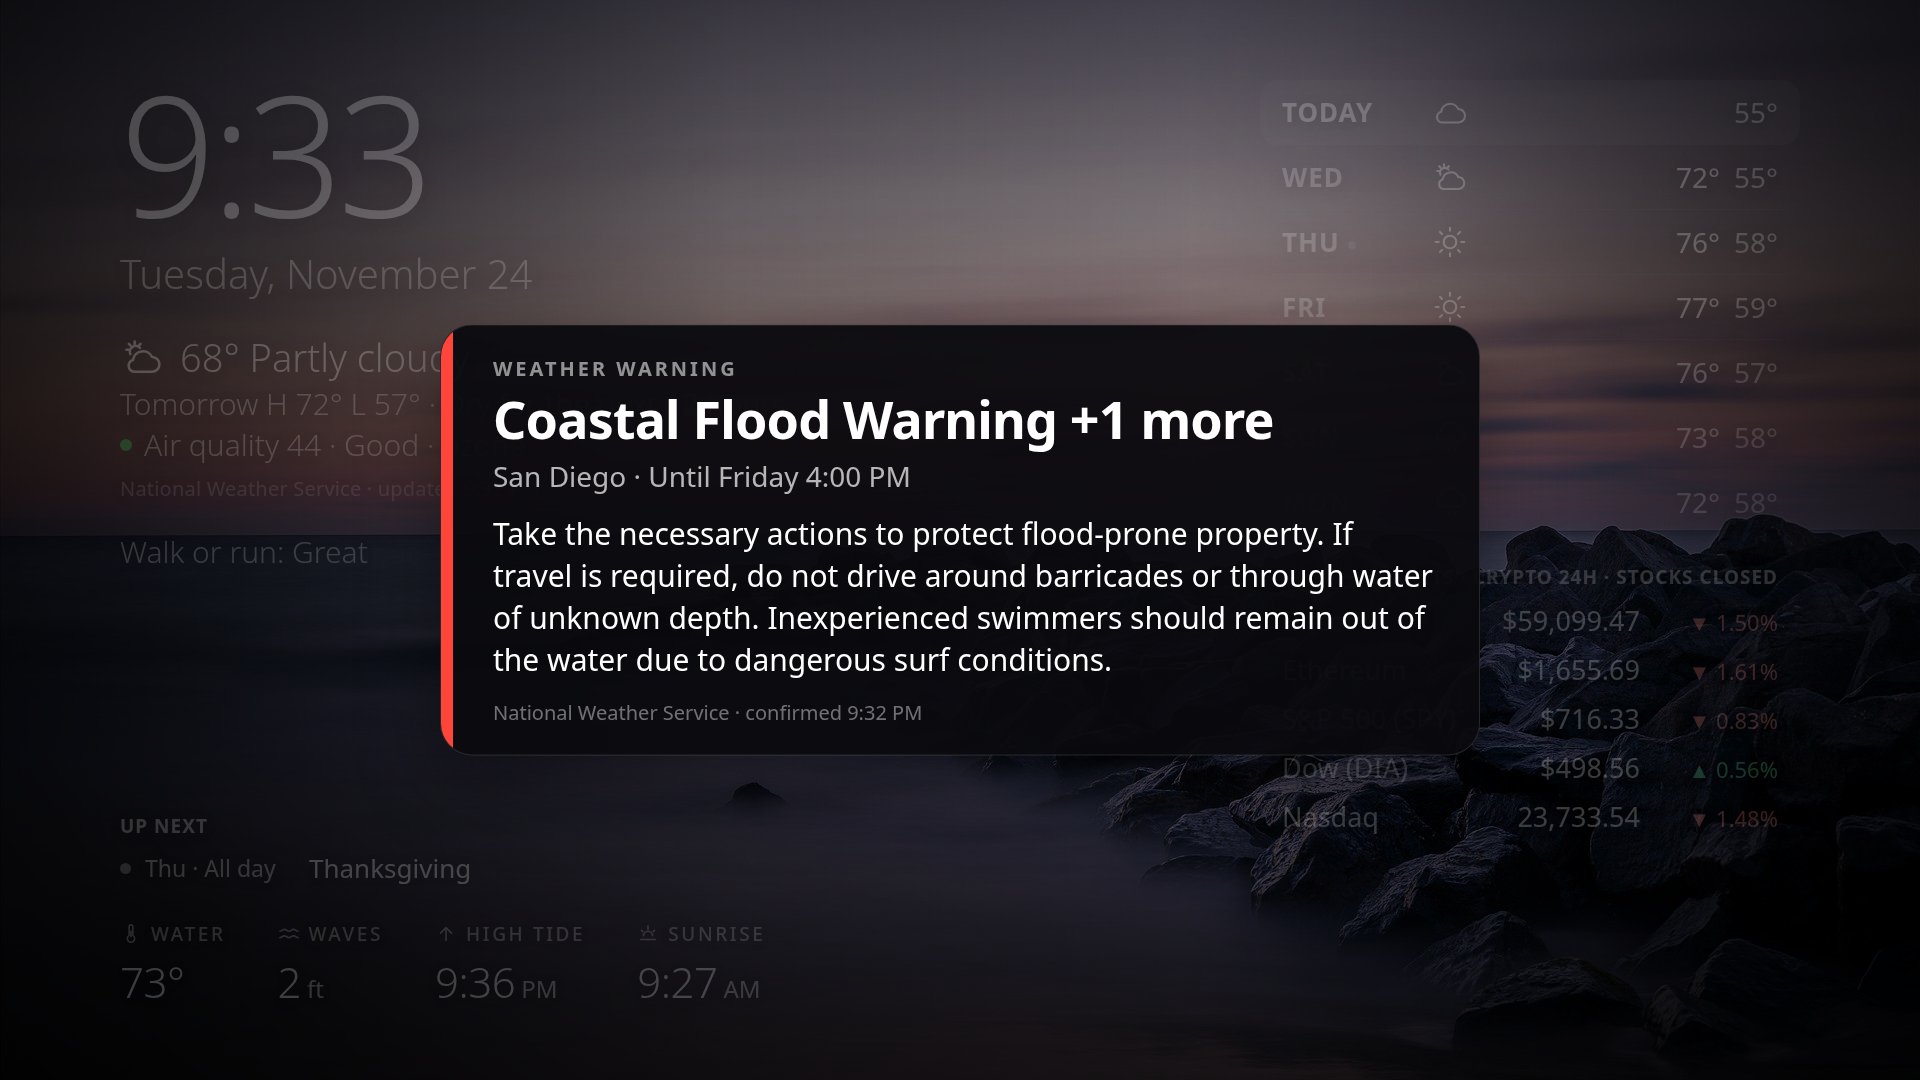 9:33
Tuesday, November 24
68° Partly cloudy
Tomorrow H 72° L 57° ·
Air quality 44 · Good ·
National Weather Service · update
Walk or run: Great
TODAY 55°
WED 72° 55°
THU 76° 58°
FRI 77° 59°
SAT 76° 57°
73° 58°
MON 72° 58°
WEATHER WARNING
Coastal Flood Warning +1 more
San Diego · Until Friday 4:00 PM
Take the necessary actions to protect flood-prone property. If
travel is required, do not drive around barricades or through water
of unknown depth. Inexperienced swimmers should remain out of
the water due to dangerous surf conditions.
National Weather Service · confirmed 9:32 PM
CRYPTO 24H · STOCKS CLOSED
$59,099.47 ▼ 1.50%
Ethereum $1,655.69 ▼ 1.61%
S&P 500 (SPY) $716.33 ▼ 0.83%
Dow (DIA) $498.56 ▲ 0.56%
Nasdaq 23,733.54 ▼ 1.48%
UP NEXT
Thu · All day Thanksgiving
WATER WAVES HIGH TIDE SUNRISE
73° 2 ft 9:36 PM 9:27 AM